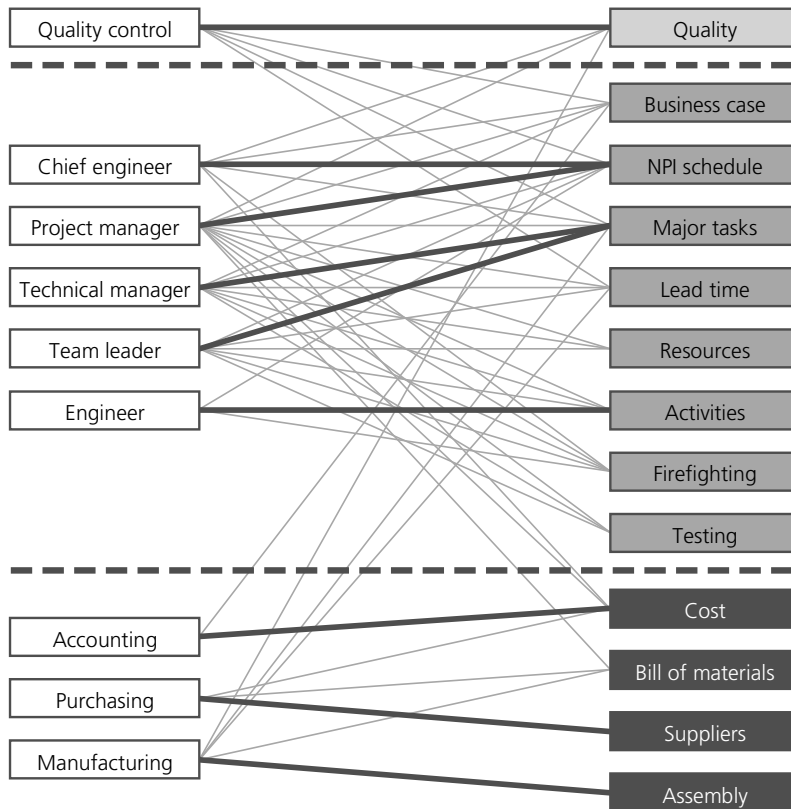 Quality control
Quality
Business case
Chief engineer
NPI schedule
Project manager
Major tasks
Technical manager
Lead time
Team leader
Resources
Engineer
Activities
Firefighting
Testing
Accounting
Cost
Purchasing
Bill of materials
Suppliers
Manufacturing
Assembly